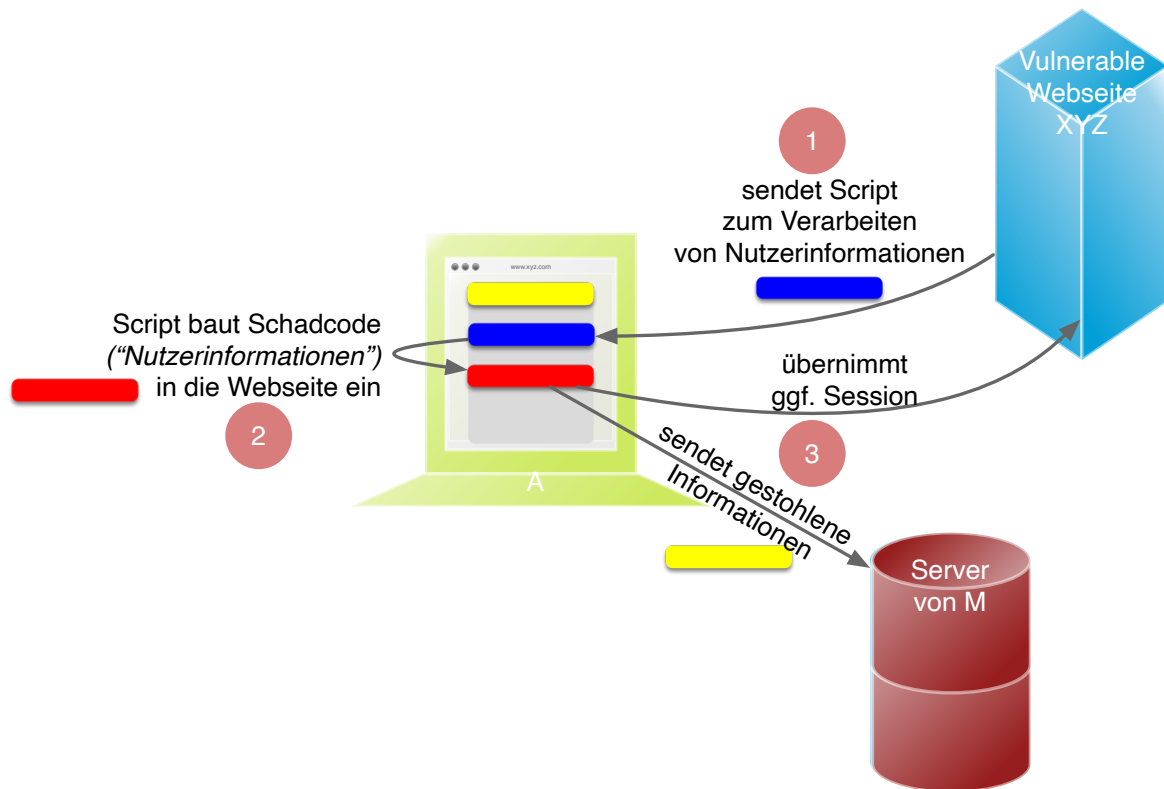 Vulnerable
Webseite
XYZ
1
sendet Script
zum Verarbeiten
von Nutzerinformationen
www.xyz.com
Script baut Schadcode
(“Nutzerinformationen”)
in die Webseite ein
2
übernimmt
ggf. Session
3
sendet gestohlene
Informationen
A
Server
von M